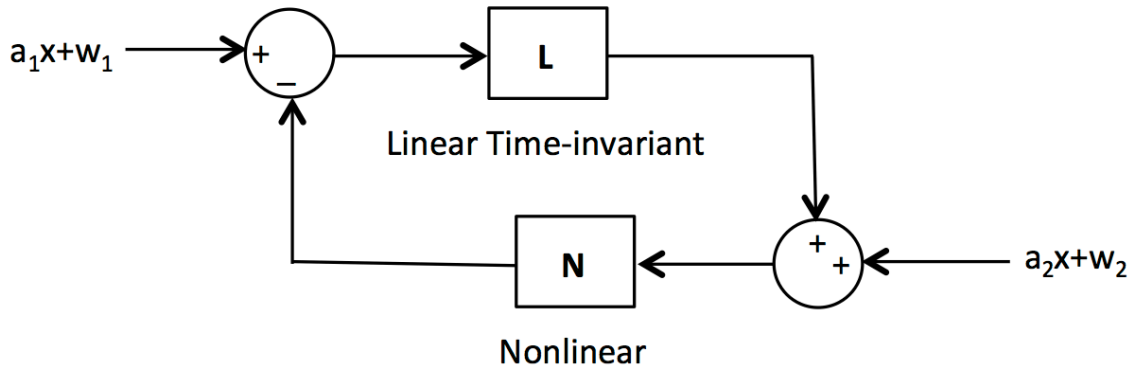 a₁x+w₁
+
−
L
Linear Time-invariant
N
+
+
a₂x+w₂
Nonlinear